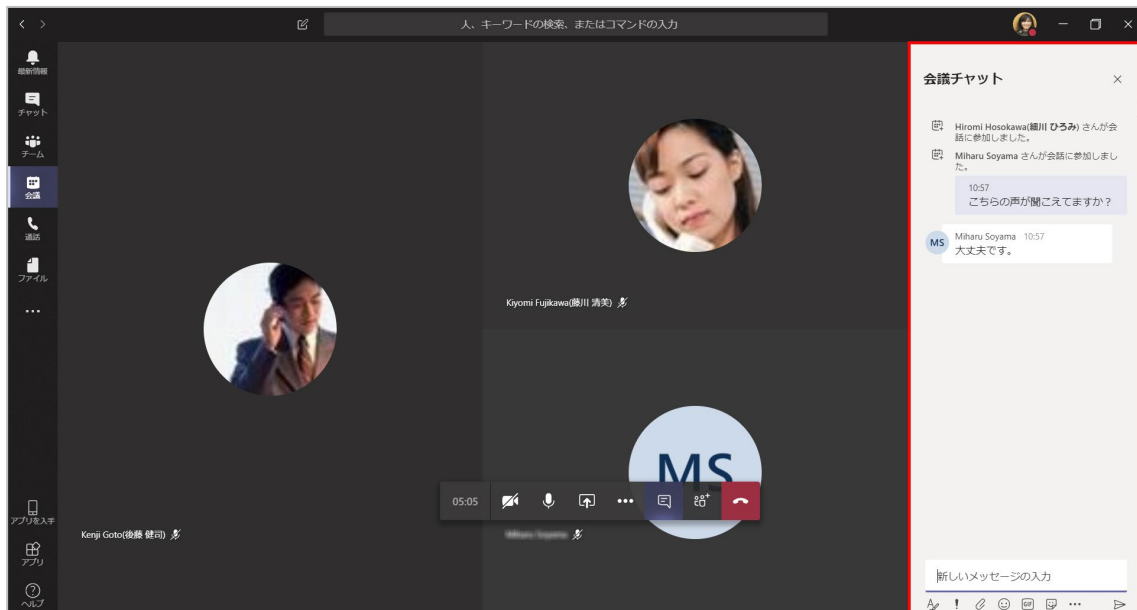 人、キーワードの検索、またはコマンドの入力
最新情報
チャット
チーム
会議
通話
ファイル
アプリを入手
アプリ
ヘルプ
Kenji Goto(後藤 健司)
Kiyomi Fujikawa(藤川 清美)
MS
05:05
会議チャット
Hiromi Hosokawa(細川 ひろみ) さんが会
話に参加しました。
Miharu Soyama さんが会話に参加しまし
た。
10:57
こちらの声が聞こえてますか？
MS
Miharu Soyama 10:57
大丈夫です。
新しいメッセージの入力
GIF